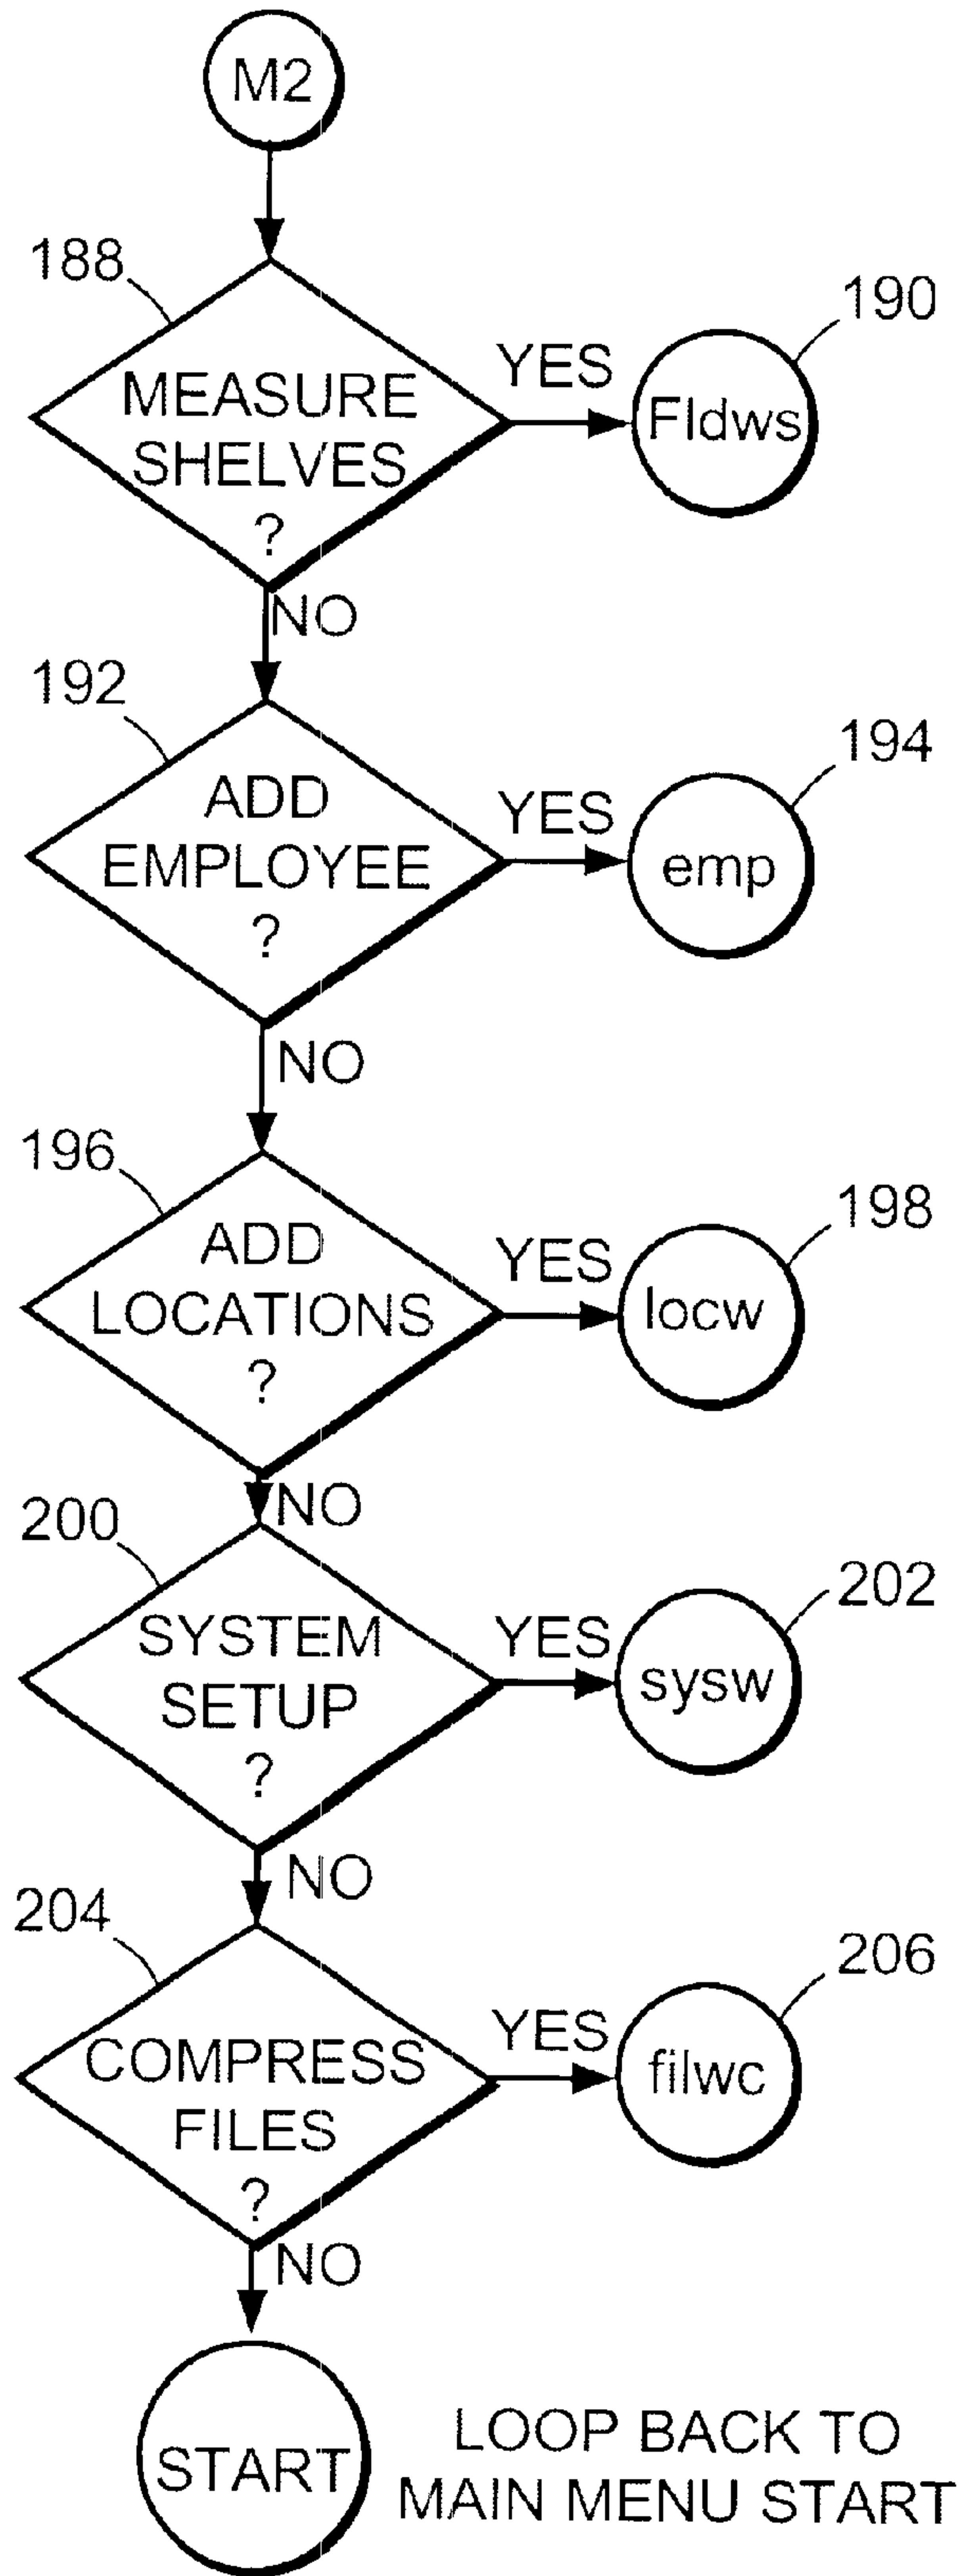 M2
188
190
MEASURE
SHELVES
?
YES
Fldws
NO
192
194
ADD
EMPLOYEE
?
YES
emp
NO
196
198
ADD
LOCATIONS
?
YES
locw
NO
200
202
SYSTEM
SETUP
?
YES
sysw
NO
204
206
COMPRESS
FILES
?
YES
filwc
NO
START
LOOP BACK TO
MAIN MENU START